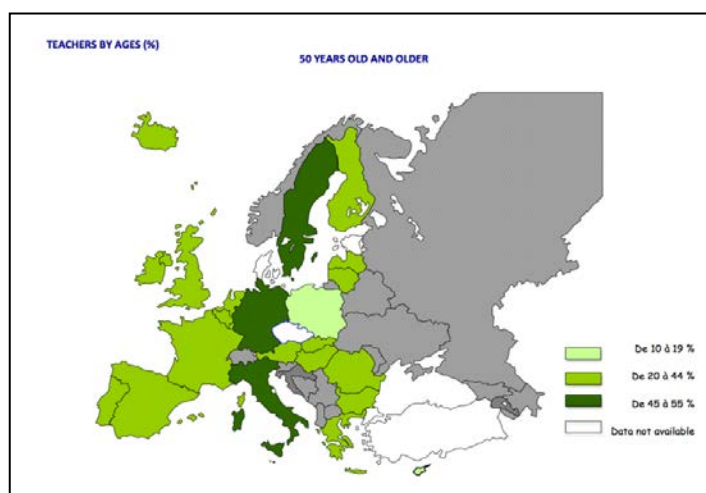 TEACHERS BY AGES (%)
50 YEARS OLD AND OLDER
De 10 à 19 %
De 20 à 44 %
De 45 à 55 %
Data not available